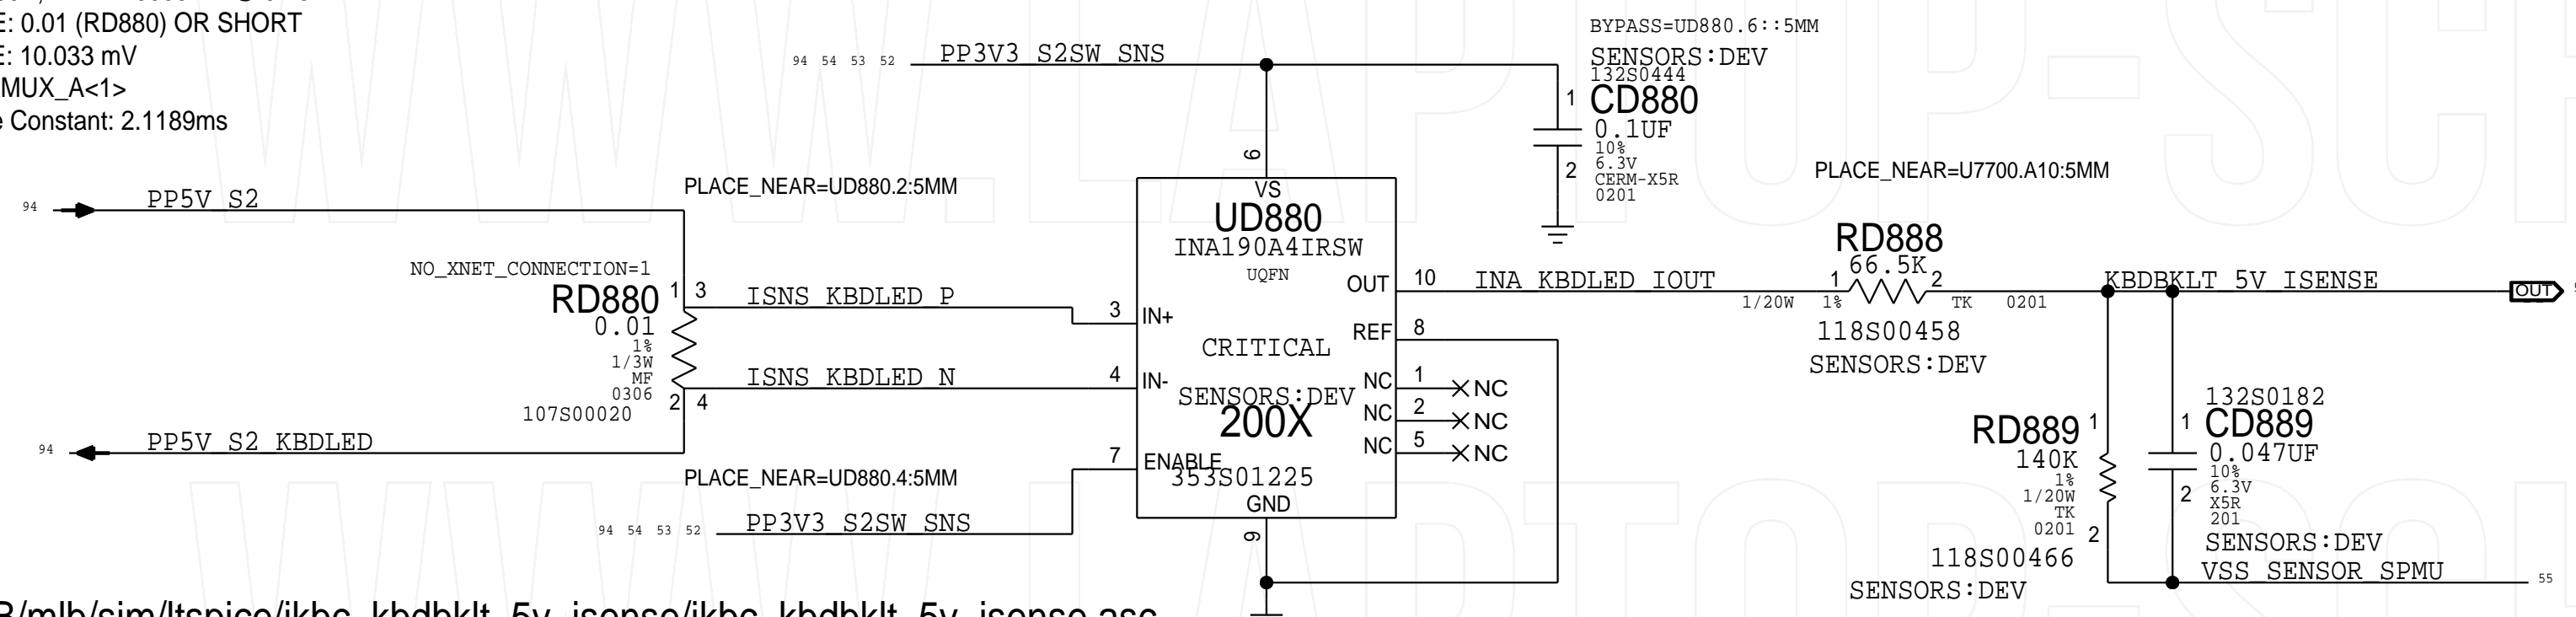 E: 0.01 (RD880) OR SHORT
E: 10.033 mV
MUX_A<1>
e Constant: 2.1189ms
94 54 53 52 PP3V3_S2SW_SNS
BYPASS=UD880.6::5MM
SENSORS:DEV
132S0444
1 CD880
0.1UF
10%
6.3V
2 CERM-X5R
0201
PLACE_NEAR=U7700.A10:5MM
94 PP5V_S2
PLACE_NEAR=UD880.2:5MM
6
VS
UD880
INA190A4IRSW
UQFN
NO_XNET_CONNECTION=1
RD880
1 3 ISNS_KBDLED_P
0.01
1%
1/3W
MF
0306
107S00020
2 4
ISNS_KBDLED_N
3 IN+
4 IN-
7 ENABLE
CRITICAL
SENSORS:DEV
200X
353S01225
GND
9
OUT 10 INA_KBDLED_IOUT
REF 8
NC 1 NC
NC 2 NC
NC 5 NC
RD888
66.5K
1 2
1/20W 1% TK 0201
118S00458
SENSORS:DEV
KBDBKLT_5V_ISENSE
OUT
94 PP5V_S2_KBDLED
PLACE_NEAR=UD880.4:5MM
94 54 53 52 PP3V3_S2SW_SNS
RD889 1
140K
1%
1/20W
TK
0201
2
118S00466
SENSORS:DEV
132S0182
1 CD889
0.047UF
10%
6.3V
2 X5R
201
SENSORS:DEV
VSS_SENSOR_SPMU 55
WWW.LAPTOP-SCH
WWW.LAPTOP-SCH